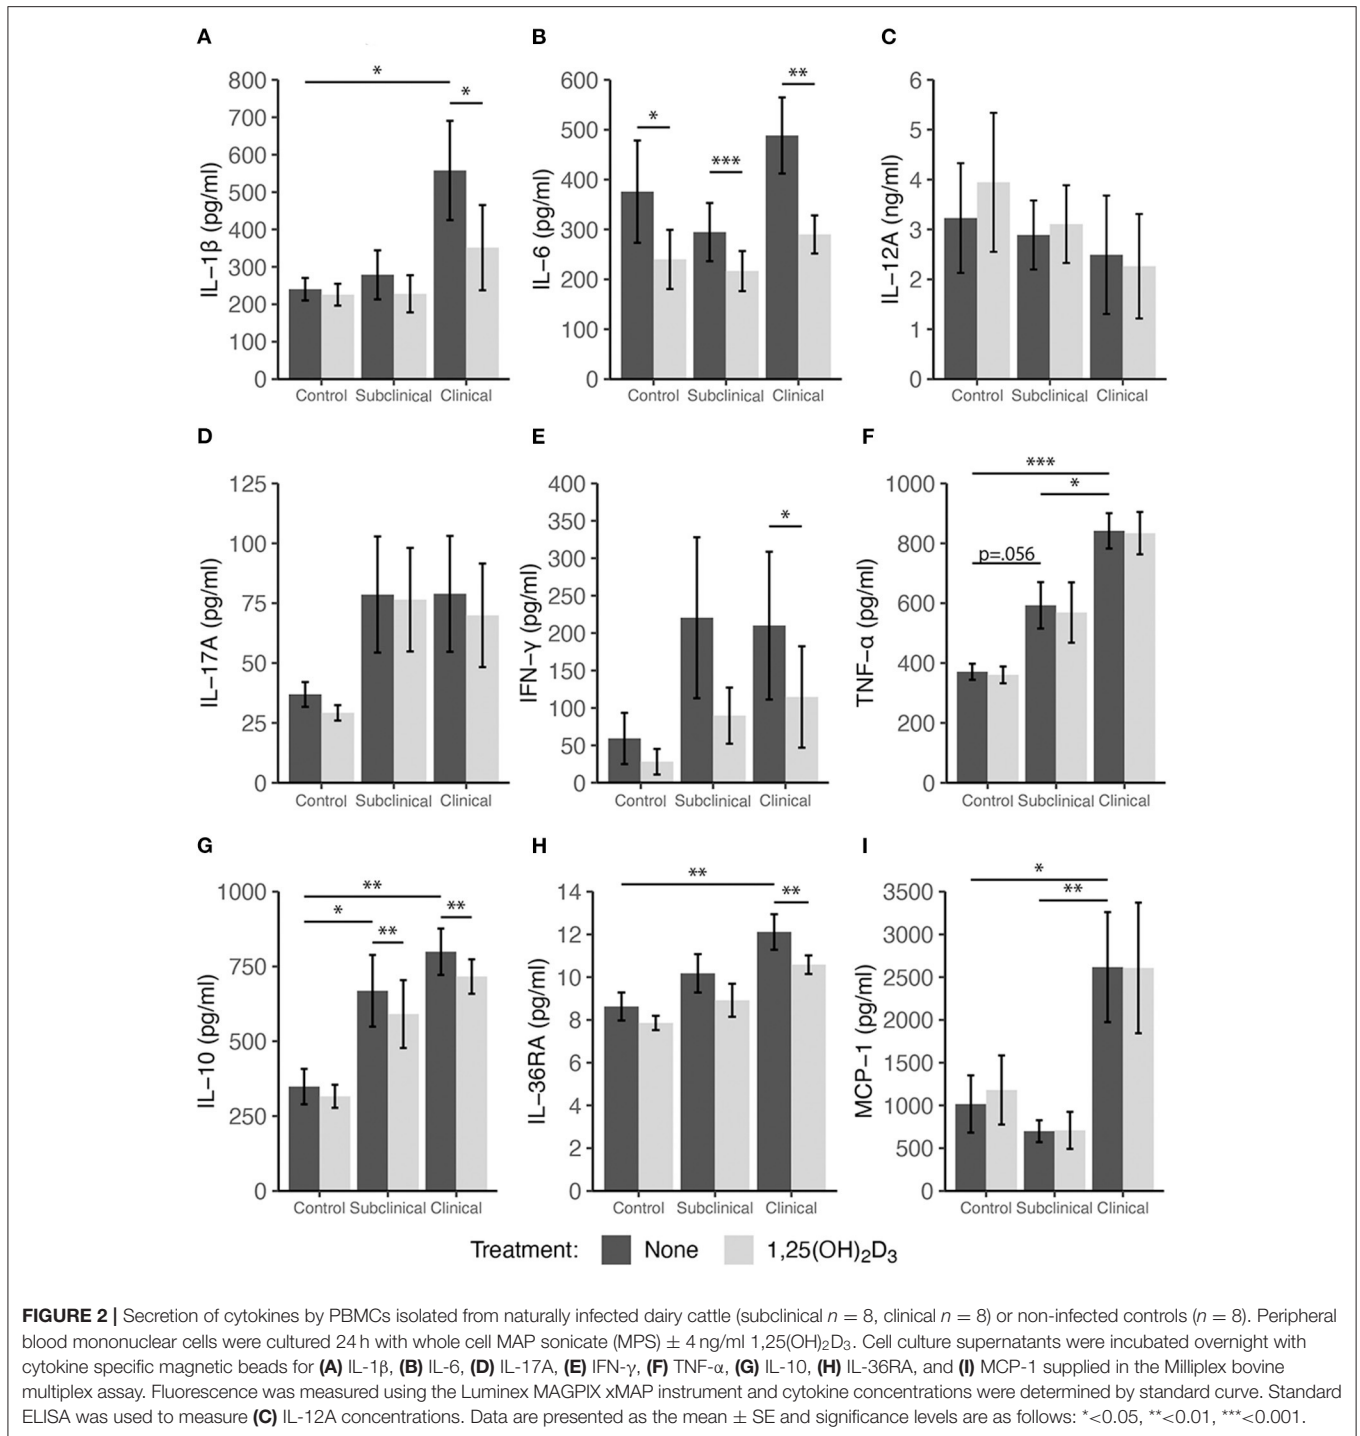 A
B
C
*
*
800
700
600
500
400
300
200
100
0
IL−1β (pg/ml)
Control Subclinical Clinical
*
***
**
600
500
400
300
200
100
0
IL−6 (pg/ml)
Control Subclinical Clinical
6
5
4
3
2
1
0
IL−12A (ng/ml)
Control Subclinical Clinical
D
E
F
125
100
75
50
25
0
IL−17A (pg/ml)
Control Subclinical Clinical
*
400
350
300
250
200
150
100
50
0
IFN−γ (pg/ml)
Control Subclinical Clinical
***
*
p=.056
1000
800
600
400
200
0
TNF−α (pg/ml)
Control Subclinical Clinical
G
H
I
**
*
**
**
1000
750
500
250
0
IL−10 (pg/ml)
Control Subclinical Clinical
**
**
14
12
10
8
6
4
2
0
IL−36RA (pg/ml)
Control Subclinical Clinical
*
**
3500
3000
2500
2000
1500
1000
500
0
MCP−1 (pg/ml)
Control Subclinical Clinical
Treatment: None 1,25(OH)₂D₃
FIGURE 2 | Secretion of cytokines by PBMCs isolated from naturally infected dairy cattle (subclinical n = 8, clinical n = 8) or non-infected controls (n = 8). Peripheral
blood mononuclear cells were cultured 24 h with whole cell MAP sonicate (MPS) ± 4 ng/ml 1,25(OH)₂D₃. Cell culture supernatants were incubated overnight with
cytokine specific magnetic beads for (A) IL-1β, (B) IL-6, (D) IL-17A, (E) IFN-γ, (F) TNF-α, (G) IL-10, (H) IL-36RA, and (I) MCP-1 supplied in the Milliplex bovine
multiplex assay. Fluorescence was measured using the Luminex MAGPIX xMAP instrument and cytokine concentrations were determined by standard curve. Standard
ELISA was used to measure (C) IL-12A concentrations. Data are presented as the mean ± SE and significance levels are as follows: *<0.05, **<0.01, ***<0.001.